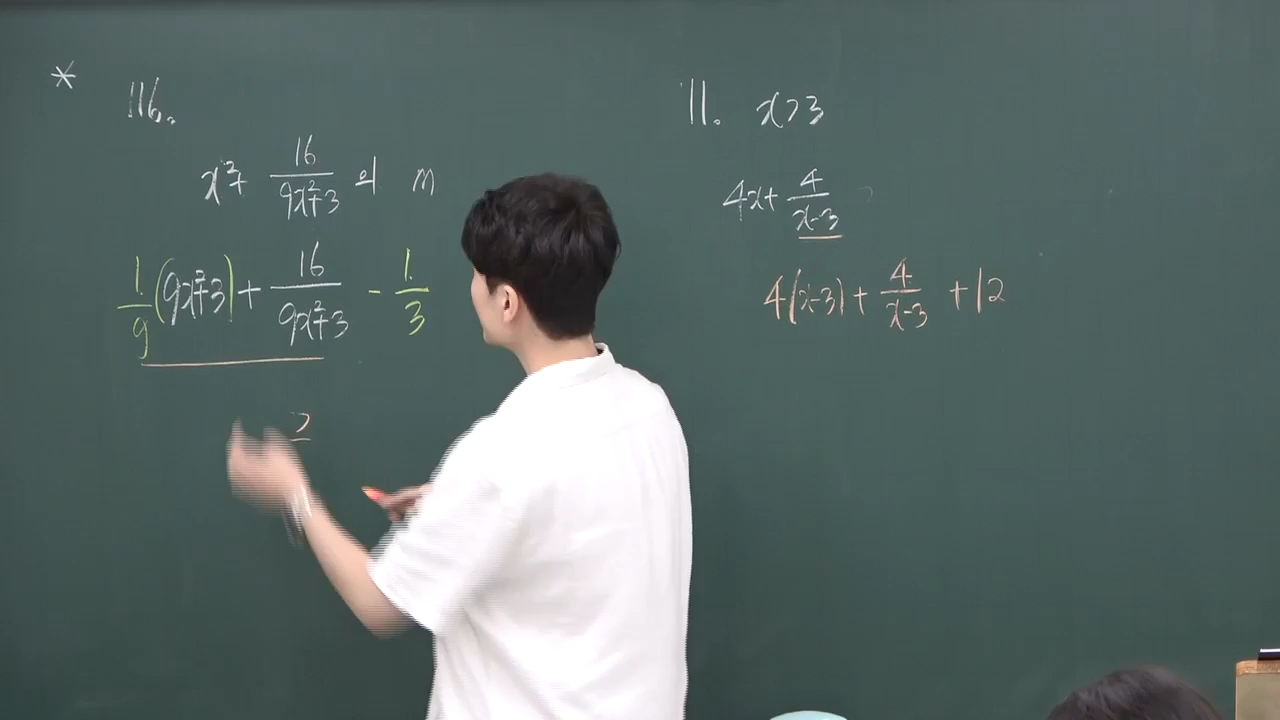 * 116.
x² + 16/(9x²+3) 의 m
1/9 (9x²+3) + 16/(9x²+3) - 1/3
2
11. x>3
4x + 4/(x-3)
4(x-3) + 4/(x-3) + 12